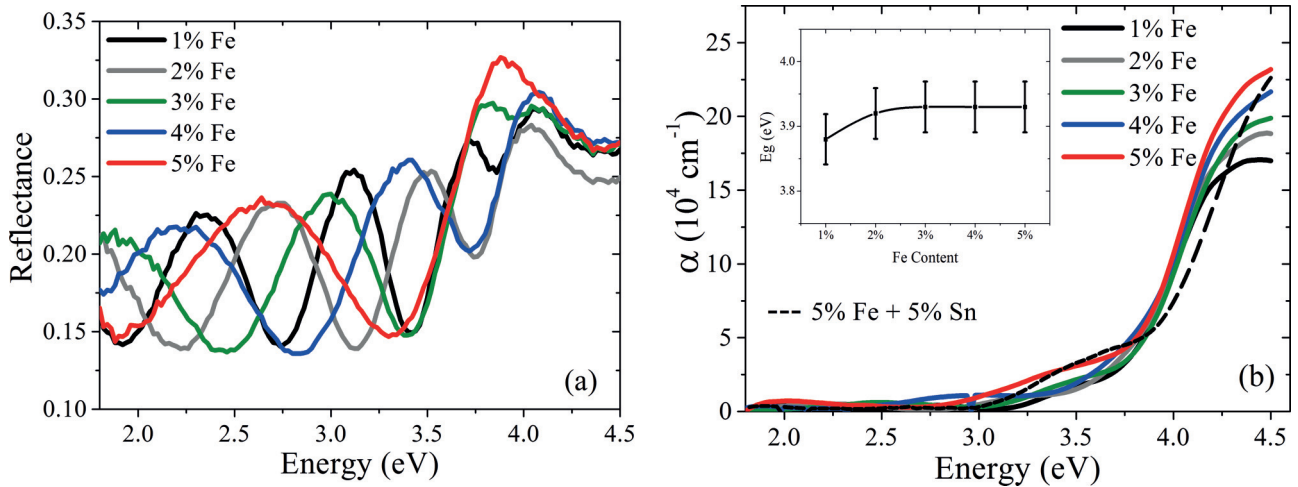 0.35
0.30
0.25
0.20
0.15
0.10
Reflectance
1% Fe
2% Fe
3% Fe
4% Fe
5% Fe
(a)
2.0 2.5 3.0 3.5 4.0 4.5
Energy (eV)
25
20
15
10
5
0
α (10⁴ cm⁻¹)
4.0
3.9
3.8
Eg (eV)
1% 2% 3% 4% 5%
Fe Content
1% Fe
2% Fe
3% Fe
4% Fe
5% Fe
5% Fe + 5% Sn
(b)
2.0 2.5 3.0 3.5 4.0 4.5
Energy (eV)